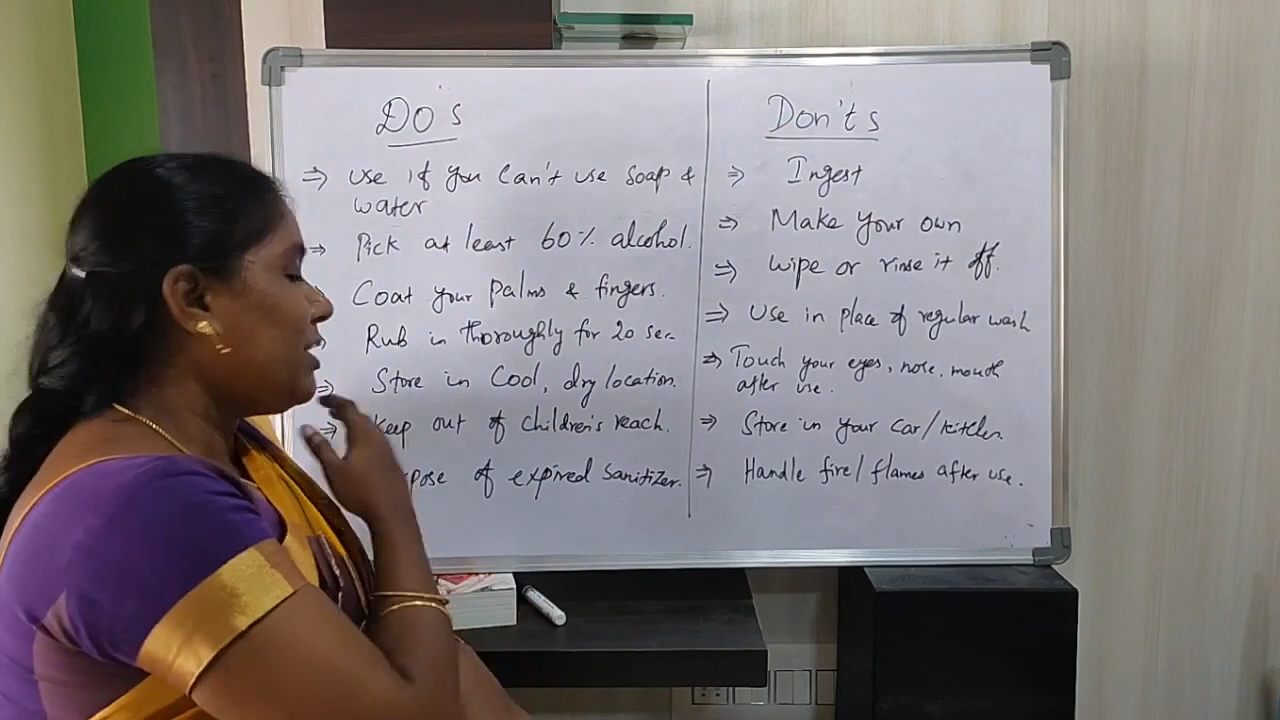 Do's
⇒ Use if you can't use soap &
water
⇒ Pick at least 60% alcohol.
Coat your palms & fingers.
Rub in thoroughly for 20 sec
⇒ Store in cool, dry location.
⇒ Keep out of children's reach.
of expired sanitizer.
Don'ts
⇒ Ingest
⇒ Make your own
⇒ Wipe or rinse it off.
⇒ Use in place of regular wash
⇒ Touch your eyes, nose, mouth
after use.
⇒ Store in your car/kitchen.
⇒ Handle fire/flames after use.